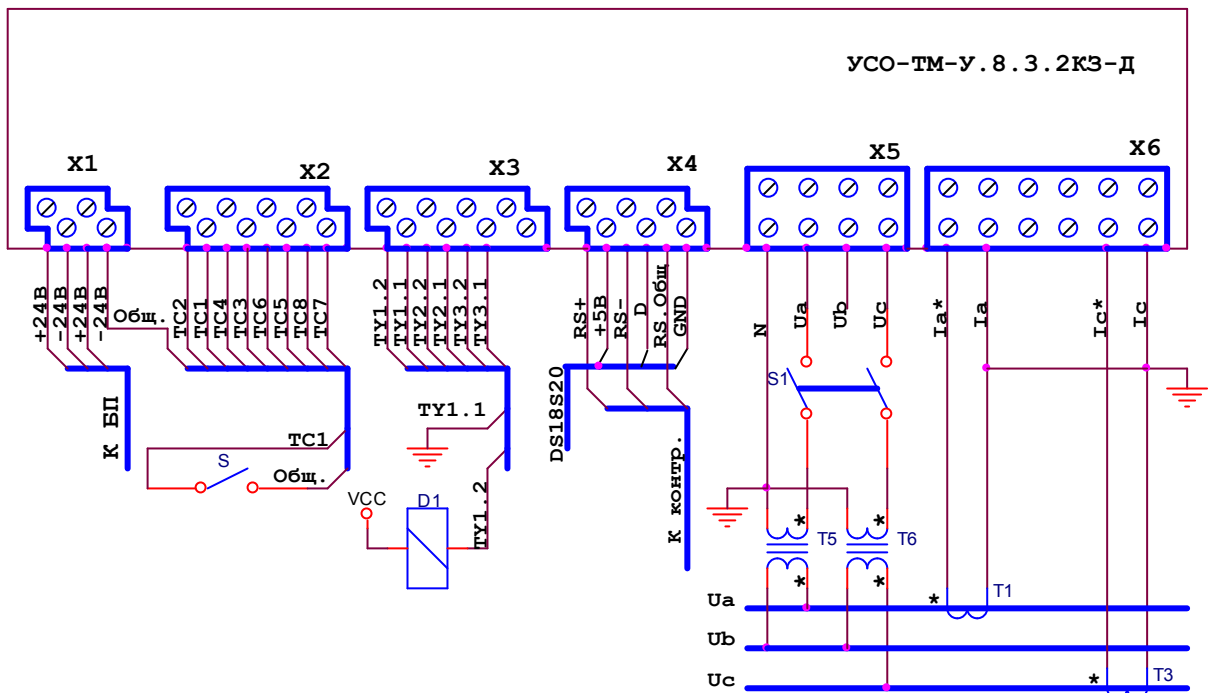 УСО-ТМ-У.8.3.2КЗ-Д
X1
X2
X3
X4
X5
X6
+24В
-24В
+24В
-24В
Общ.
ТС2
ТС1
ТС4
ТС3
ТС6
ТС5
ТС8
ТС7
ТУ1.2
ТУ1.1
ТУ2.2
ТУ2.1
ТУ3.2
ТУ3.1
RS+
+5В
RS-
D
RS.Общ
GND
N
Ua
Ub
Uc
Ia*
Ia
Ic*
Ic
S1
К БП
ТС1
S
Общ.
ТУ1.1
VCC
D1
ТУ1.2
DS18S20
К контр.
*
*
T5
*
*
T6
Ua
*
T1
Ub
Uc
*
T3